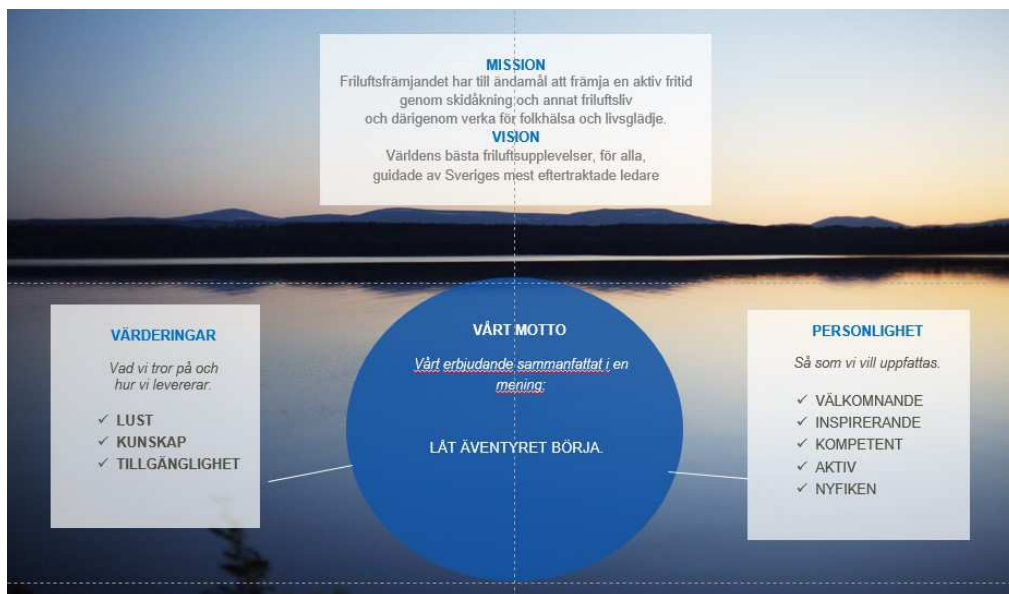 MISSION
Friluftsfrämjandet har till ändamål att främja en aktiv fritid
genom skidåkning och annat friluftsliv
och därigenom verka för folkhälsa och livsglädje.
VISION
Världens bästa friluftsupplevelser, för alla,
guidade av Sveriges mest eftertraktade ledare
VÄRDERINGAR
Vad vi tror på och
hur vi levererar.
✓ LUST
✓ KUNSKAP
✓ TILLGÄNGLIGHET
VÅRT MOTTO
Vårt erbjudande sammanfattat i en
mening:
LÅT ÄVENTYRET BÖRJA.
PERSONLIGHET
Så som vi vill uppfattas.
✓ VÄLKOMNANDE
✓ INSPIRERANDE
✓ KOMPETENT
✓ AKTIV
✓ NYFIKEN